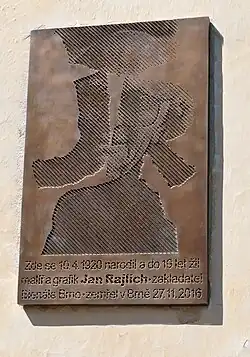 Zde se 10.4.1920 narodil a do 19 let žil
malíř a grafik Jan Rajlich • zakladatel
Bienále Brno • zemřel v Brně 27.11.2016